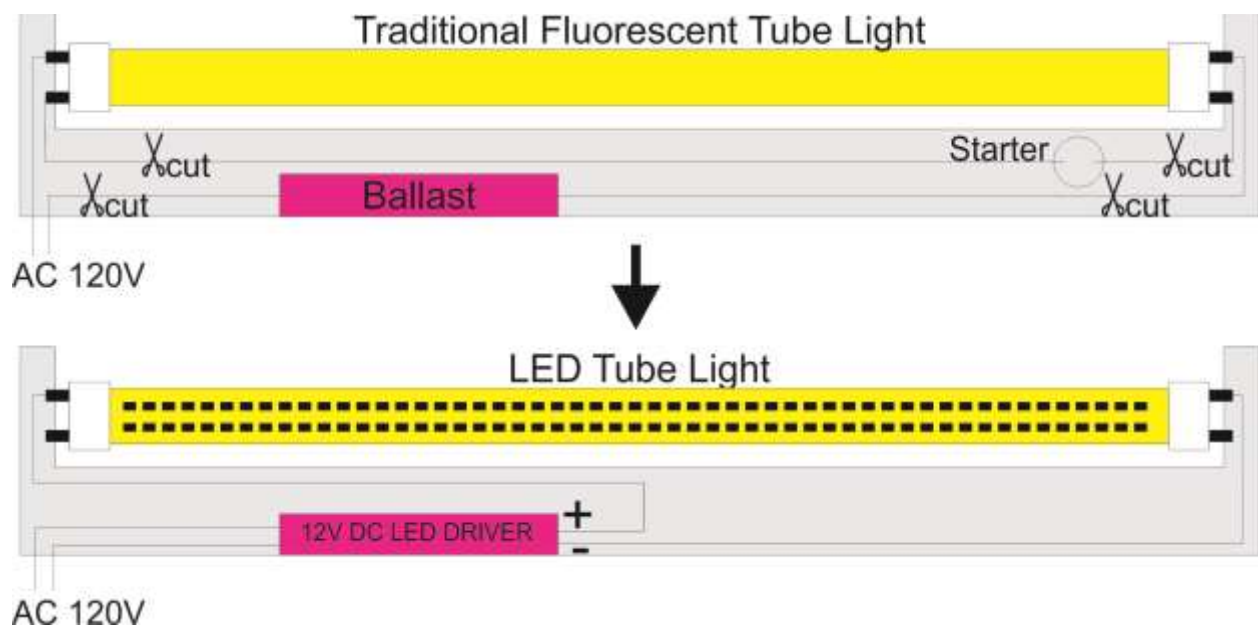 Traditional Fluorescent Tube Light
Starter
cut
cut
cut
cut
Ballast
AC 120V
LED Tube Light
12V DC LED DRIVER
+
-
AC 120V